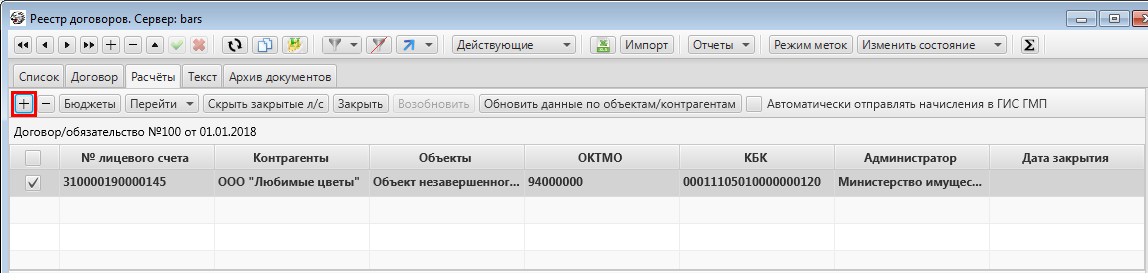 Реестр договоров. Сервер: bars
Действующие Импорт Отчеты Режим меток Изменить состояние Σ
Список Договор Расчёты Текст Архив документов
Бюджеты Перейти Скрыть закрытые л/с Закрыть Возобновить Обновить данные по объектам/контрагентам Автоматически отправлять начисления в ГИС ГМП
Договор/обязательство №100 от 01.01.2018
№ лицевого счета Контрагенты Объекты ОКТМО КБК Администратор Дата закрытия
310000190000145 ООО "Любимые цветы" Объект незавершенног... 94000000 00011105010000000120 Министерство имущес...